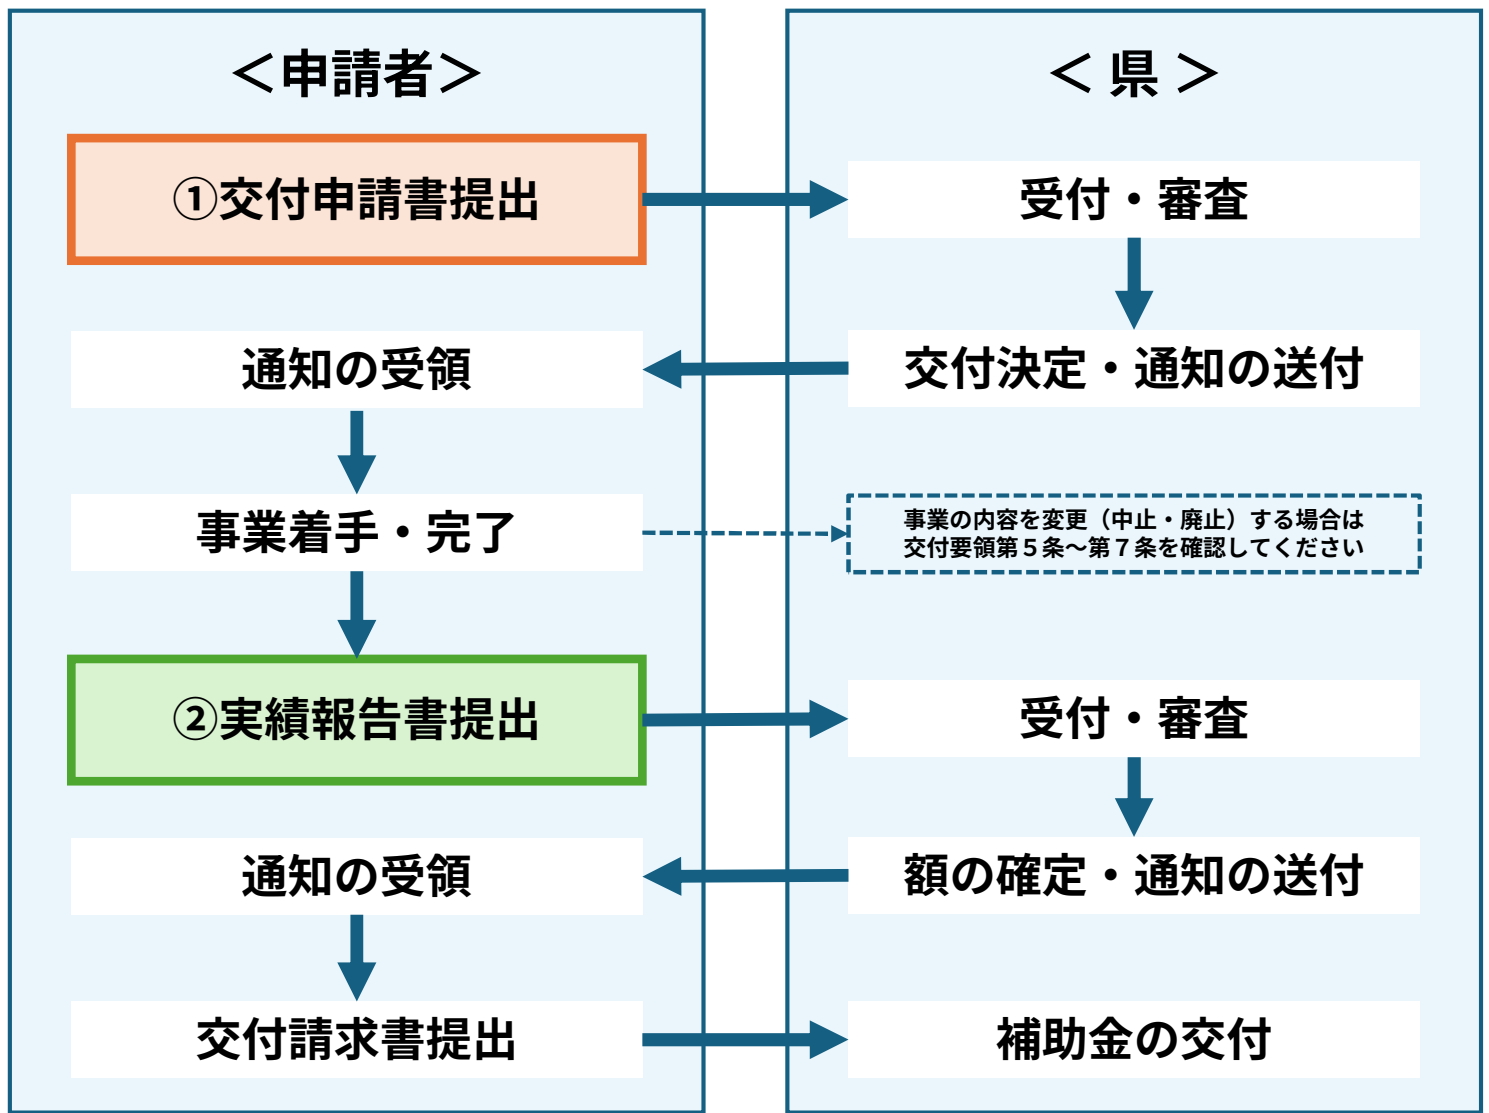 ＜申請者＞
＜ 県 ＞
①交付申請書提出
受付・審査
通知の受領
交付決定・通知の送付
事業着手・完了
事業の内容を変更（中止・廃止）する場合は
交付要領第５条～第７条を確認してください
②実績報告書提出
受付・審査
通知の受領
額の確定・通知の送付
交付請求書提出
補助金の交付